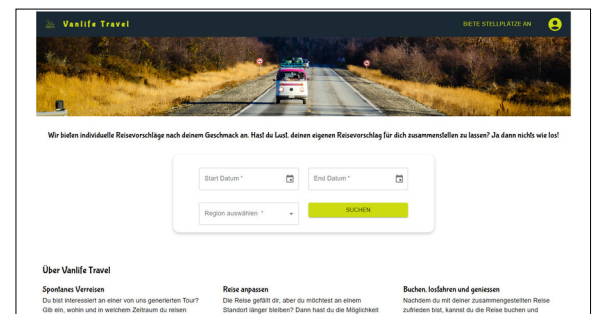 Vanlife Travel
BIETE STELLPLÄTZE AN
Wir bieten individuelle Reisevorschläge nach deinem Geschmack an. Hast du Lust, deinen eigenen Reisevorschlag für dich zusammenstellen zu lassen? Ja dann nichts wie los!
Start Datum *
End Datum *
Region auswählen *
SUCHEN
Über Vanlife Travel
Spontanes Verreisen
Du bist interessiert an einer von uns generierten Tour?
Gib ein, wohin und in welchem Zeitraum du reisen
Reise anpassen
Die Reise gefällt dir, aber du möchtest an einem
Standort länger bleiben? Dann hast du die Möglichkeit
Buchen, losfahren und geniessen
Nachdem du mit deiner zusammengestellten Reise
zufrieden bist, kannst du die Reise buchen und